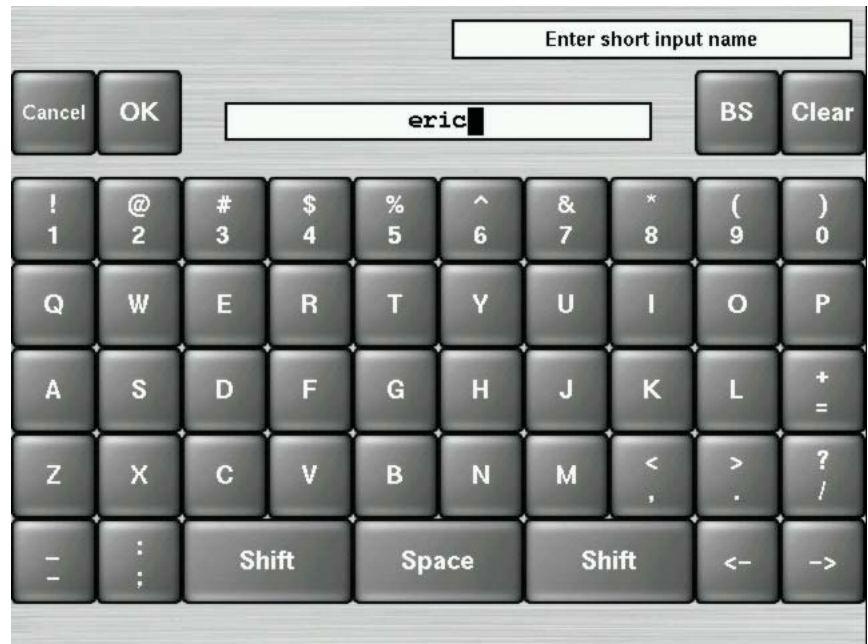 Enter short input name
Cancel OK eric BS Clear
! @ # $ % ^ & * ( )
1 2 3 4 5 6 7 8 9 0
Q W E R T Y U I O P
A S D F G H J K L + =
Z X C V B N M < , > . ? /
_ - : ; Shift Space Shift <- ->